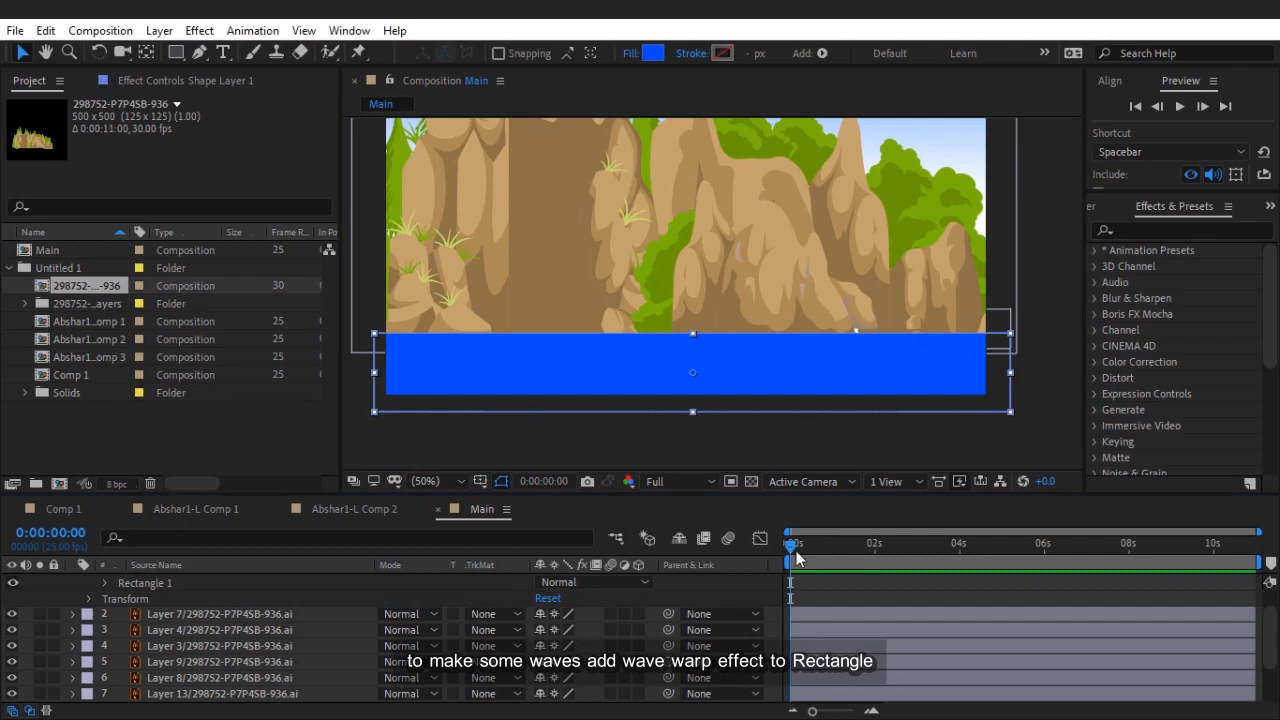 File Edit Composition Layer Effect Animation View Window Help
Snapping Fill: Stroke: - px Add: Default Learn Search Help
Project Effect Controls Shape Layer 1
Composition Main
Align Preview
298752-P7P4SB-936
500 x 500 (125 x 125) (1.00)
Δ 0:00:11:00, 30.00 fps
Main
Shortcut
Spacebar
Include:
Effects & Presets
Name Type Size Frame R... In Po
Main Composition 25
Untitled 1 Folder
298752-...-936 Composition 30
298752-..ayers Folder
Abshar1...omp 1 Composition 25
Abshar1...omp 2 Composition 25
Abshar1...omp 3 Composition 25
Comp 1 Composition 25
Solids Folder
* Animation Presets
3D Channel
Audio
Blur & Sharpen
Boris FX Mocha
Channel
CINEMA 4D
Color Correction
Distort
Expression Controls
Generate
Immersive Video
Keying
Matte
Noise & Grain
8 bpc
(50%) 0:00:00:00 Full Active Camera 1 View +0.0
Comp 1 Abshar1-L Comp 1 Abshar1-L Comp 2 Main
0:00:00:00
00000 (25.00 fps)
02s 04s 06s 08s 10s
# Source Name Mode T .TrkMat Parent & Link
Rectangle 1 Normal
Transform Reset
2 Layer 7/298752-P7P4SB-936.ai Normal None None
3 Layer 4/298752-P7P4SB-936.ai Normal None None
4 Layer 3/298752-P7P4SB-936.ai Normal None None
5 Layer 9/298752-P7P4SB-936.ai Normal None None
6 Layer 8/298752-P7P4SB-936.ai Normal None None
7 Layer 13/298752-P7P4SB-936.ai Normal None None
to make some waves add wave warp effect to Rectangle